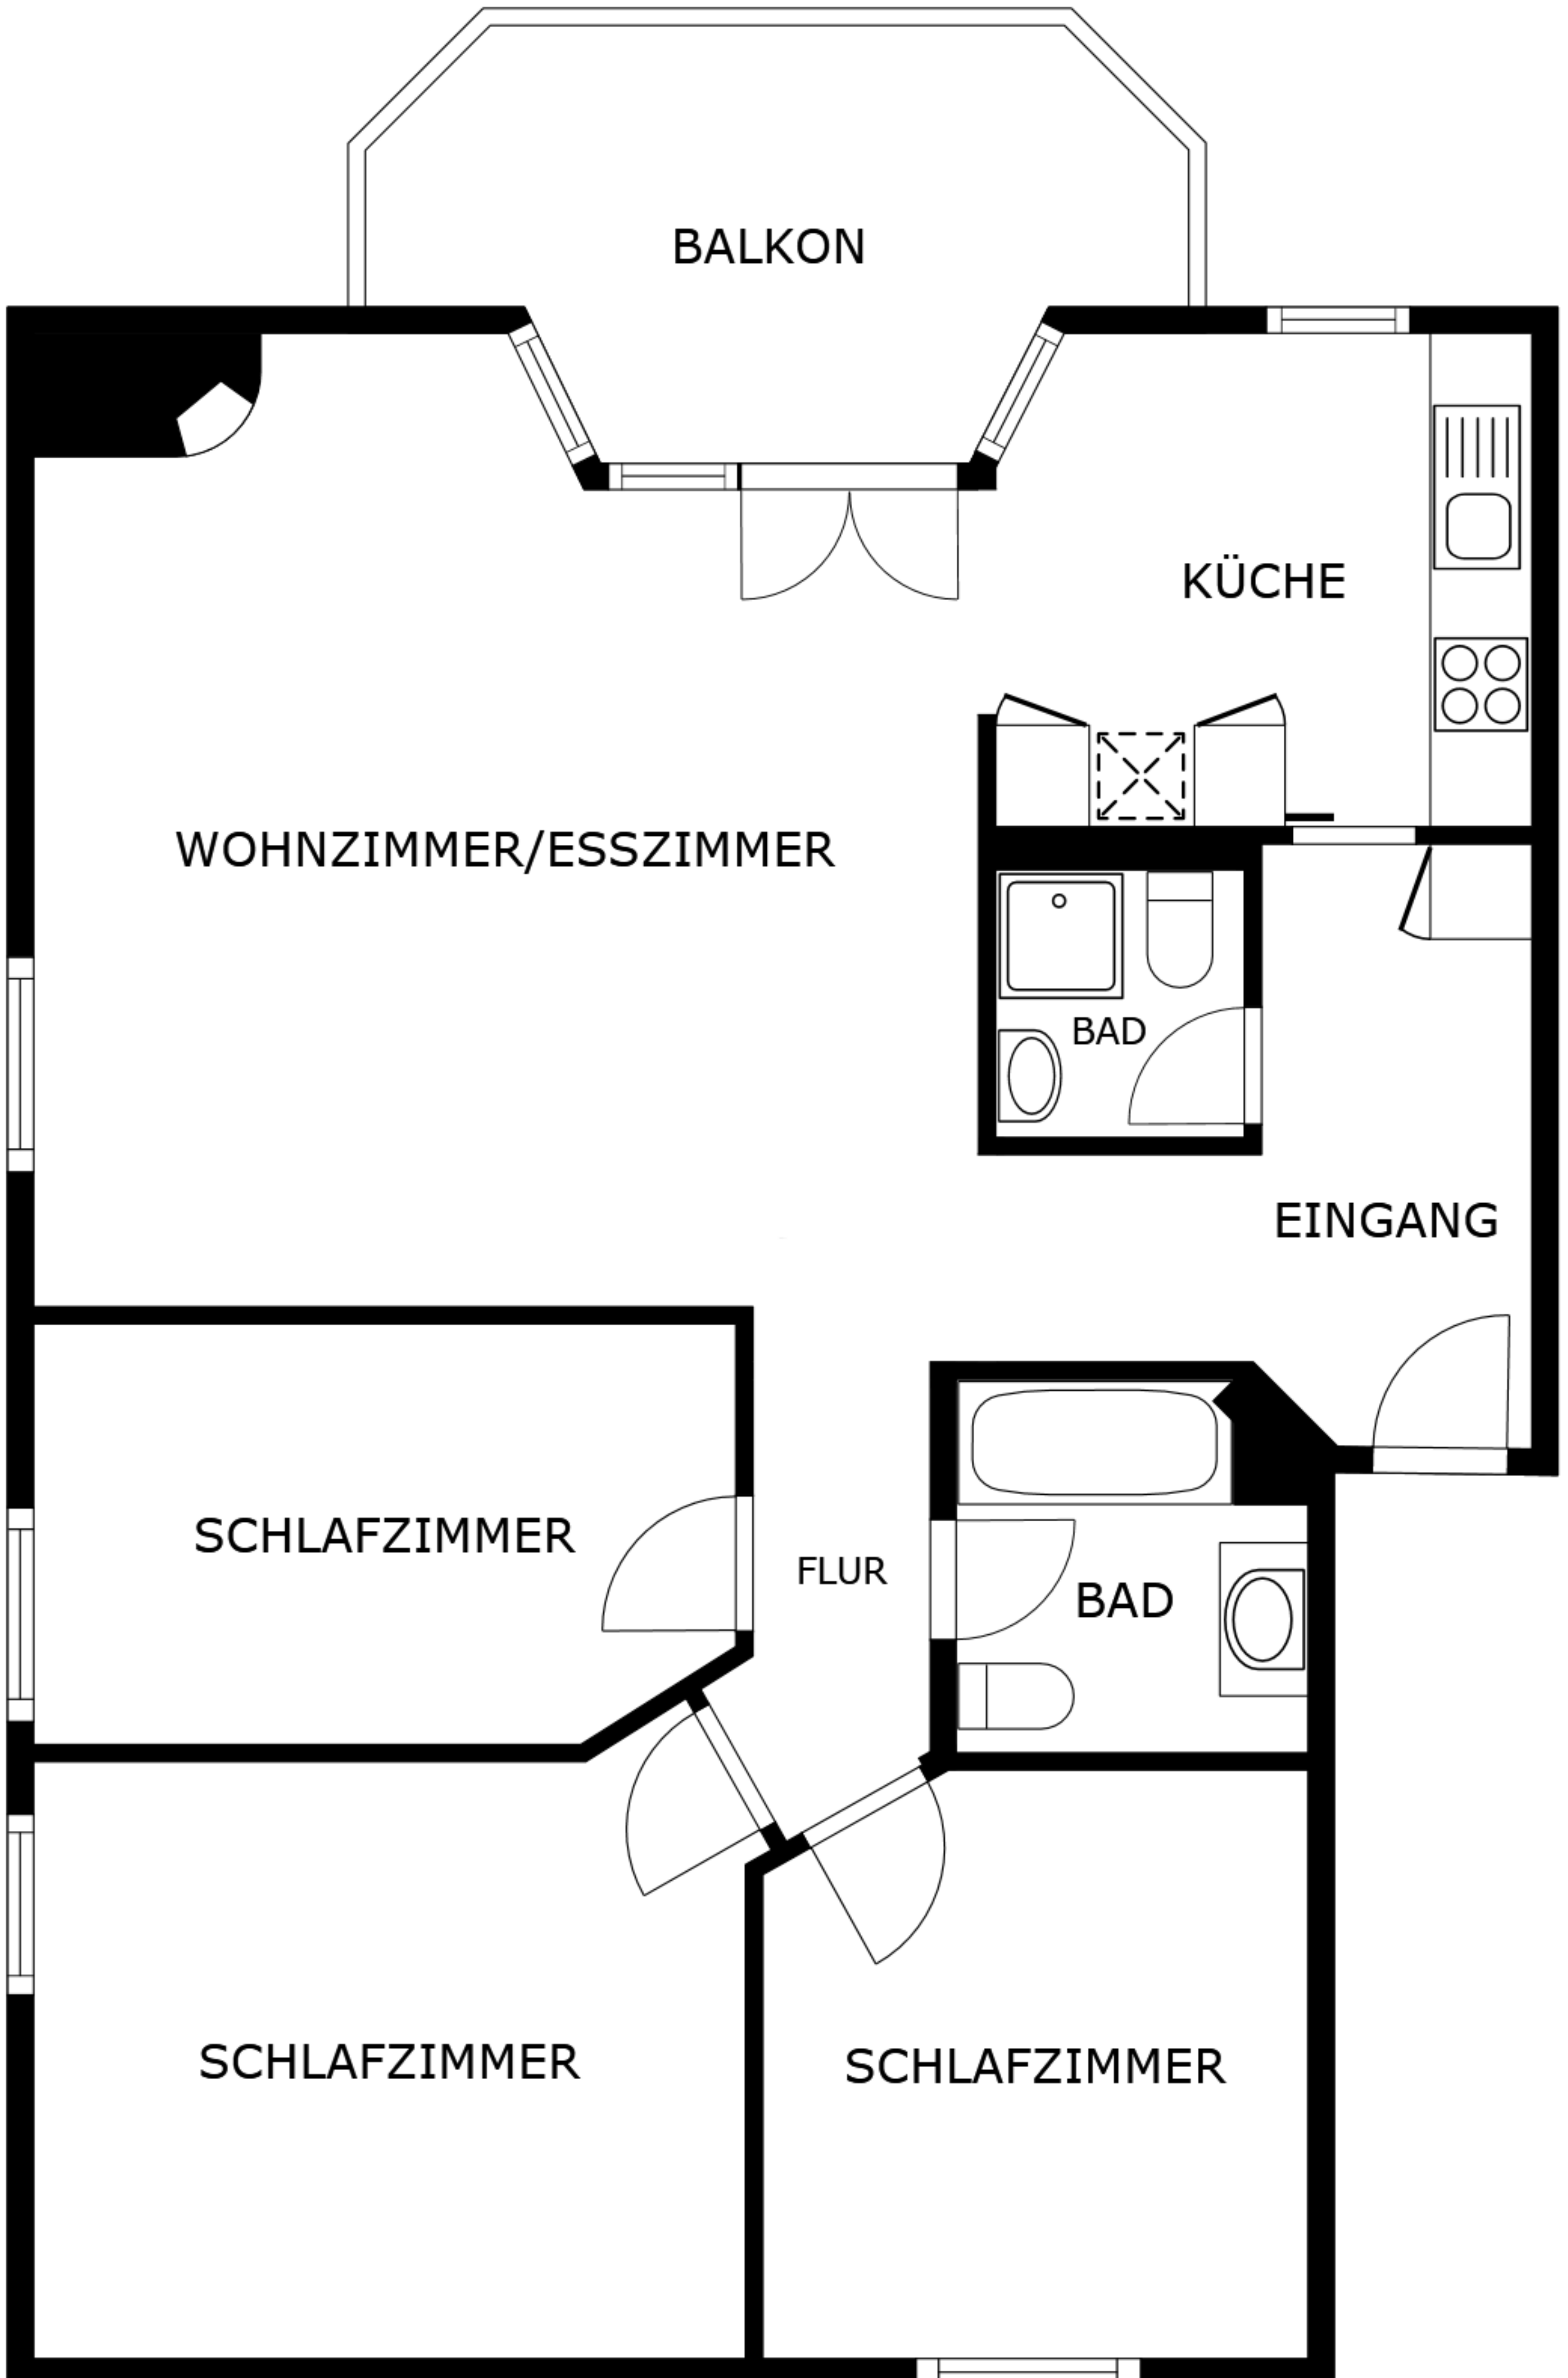 BALKON
KÜCHE
WOHNZIMMER/ESSZIMMER
BAD
EINGANG
SCHLAFZIMMER
FLUR
BAD
SCHLAFZIMMER
SCHLAFZIMMER